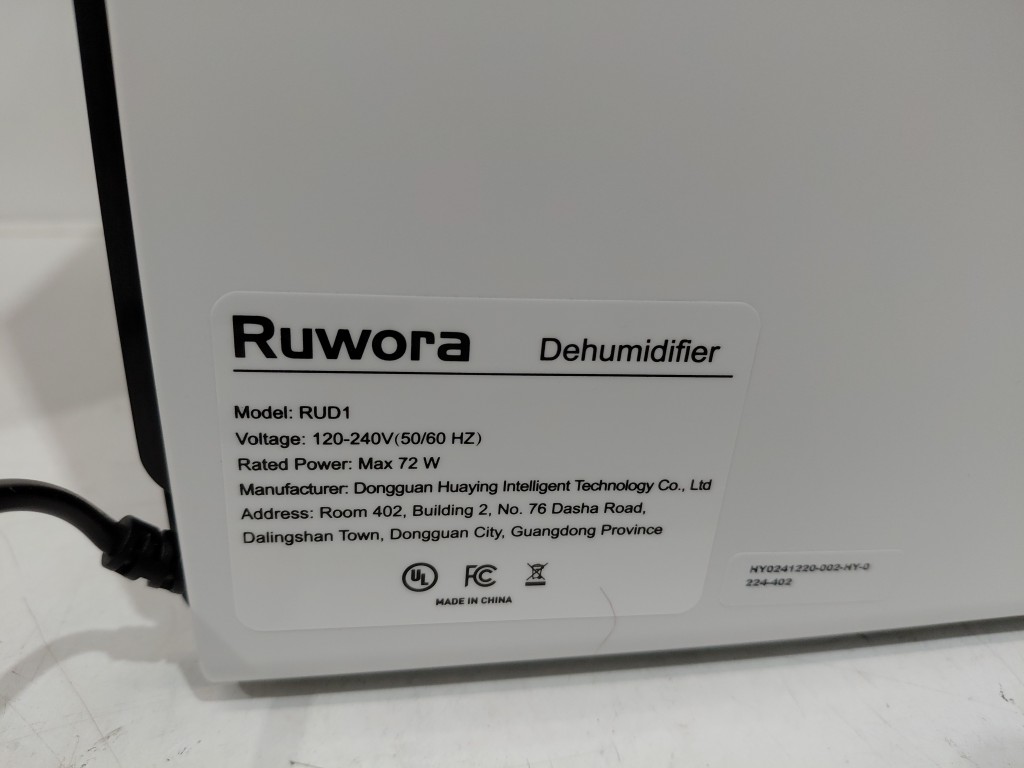 Ruwora Dehumidifier
Model: RUD1
Voltage: 120-240V(50/60 HZ)
Rated Power: Max 72 W
Manufacturer: Dongguan Huaying Intelligent Technology Co., Ltd
Address: Room 402, Building 2, No. 76 Dasha Road,
Dalingshan Town, Dongguan City, Guangdong Province
UL FC
MADE IN CHINA
HY0241220-002-HY-0
224-402